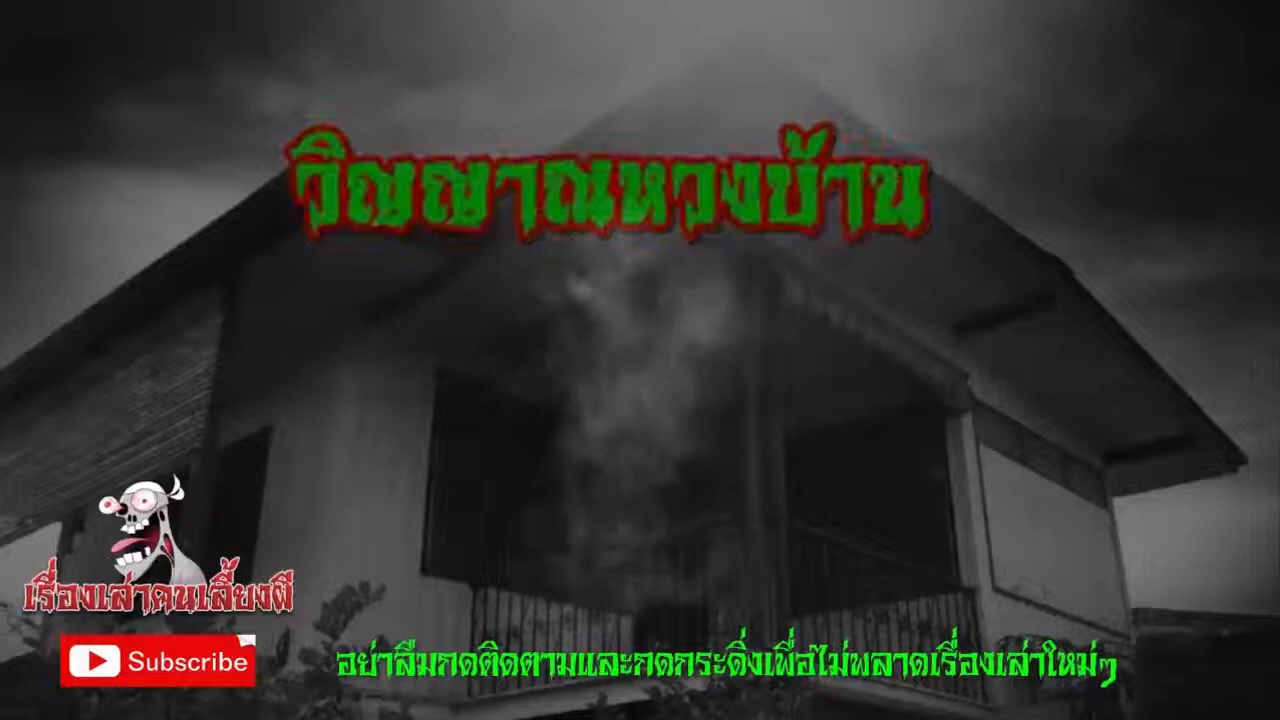 วิญญาณหวงบ้าน
เรื่องเล่าคนเลี้ยงผี
Subscribe
อย่าลืมกดติดตามและกดกระดิ่งเพื่อไม่พลาดเรื่องเล่าใหม่ๆ